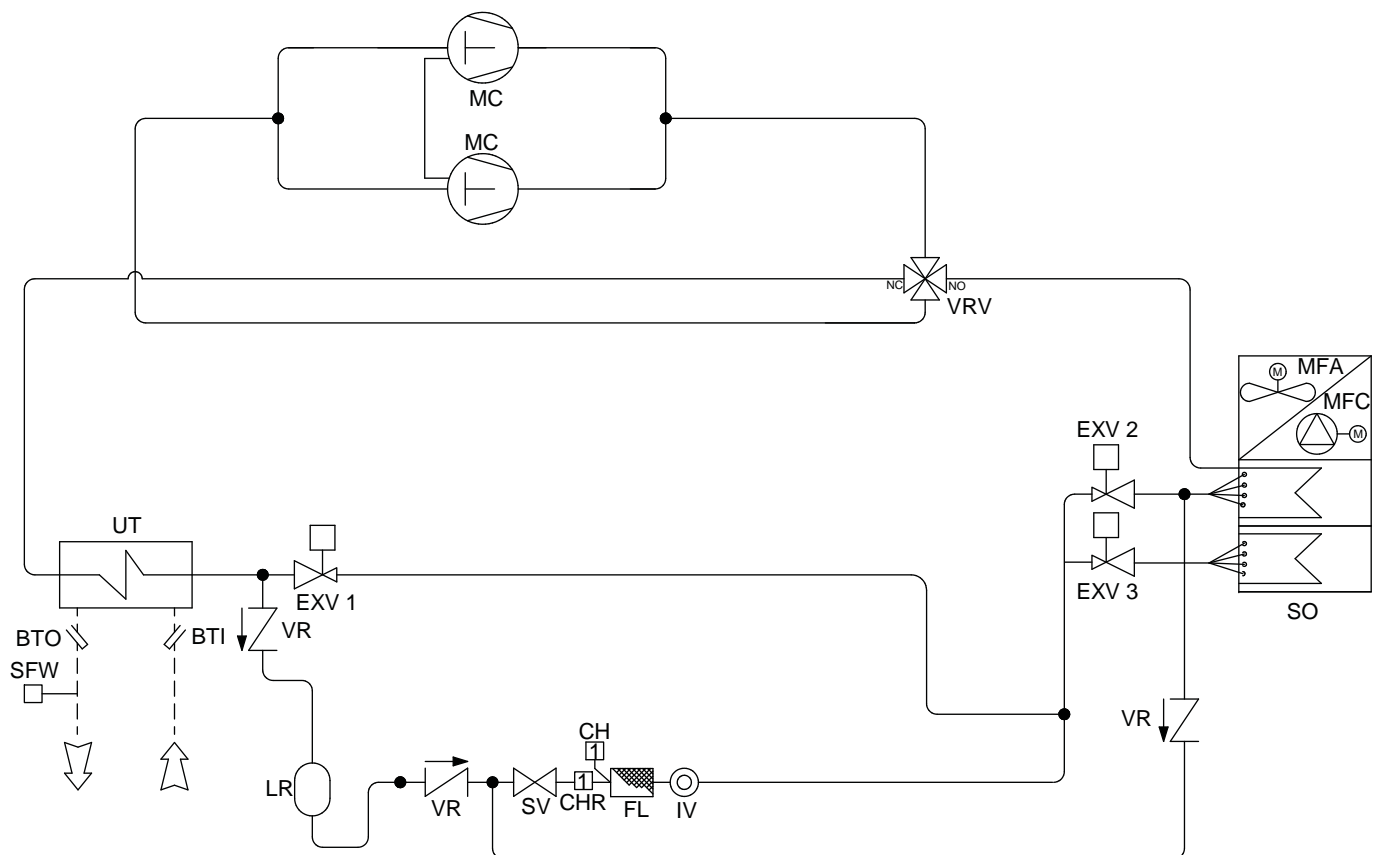 MC
MC
NC
NO
VRV
M
MFA
MFC
M
EXV 2
UT
EXV 1
EXV 3
SO
BTO
BTI
VR
SFW
VR
CH
1
LR
1
VR
SV
CHR
FL
IV